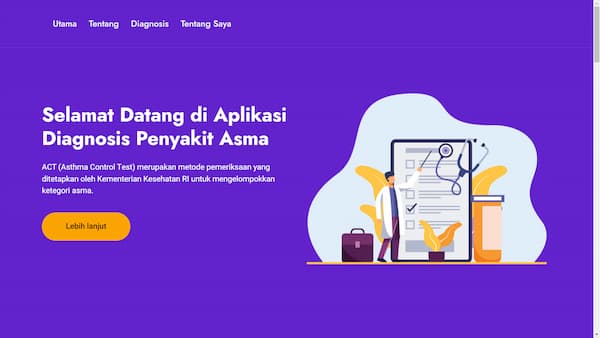 Utama Tentang Diagnosis Tentang Saya
Selamat Datang di Aplikasi
Diagnosis Penyakit Asma
ACT (Asthma Control Test) merupakan metode pemeriksaan yang
ditetapkan oleh Kementerian Kesehatan RI untuk mengelompokkan
ketegori asma.
Lebih lanjut